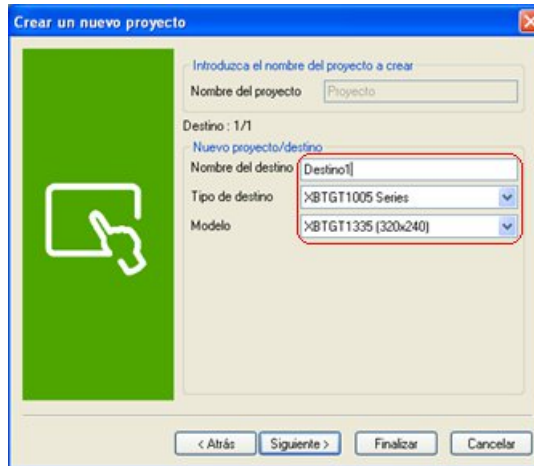 Crear un nuevo proyecto
Introduzca el nombre del proyecto a crear
Nombre del proyecto Proyecto
Destino : 1/1
Nuevo proyecto/destino
Nombre del destino Destino1
Tipo de destino XBTGT1005 Series
Modelo XBTGT1335 (320x240)
< Atrás Siguiente > Finalizar Cancelar